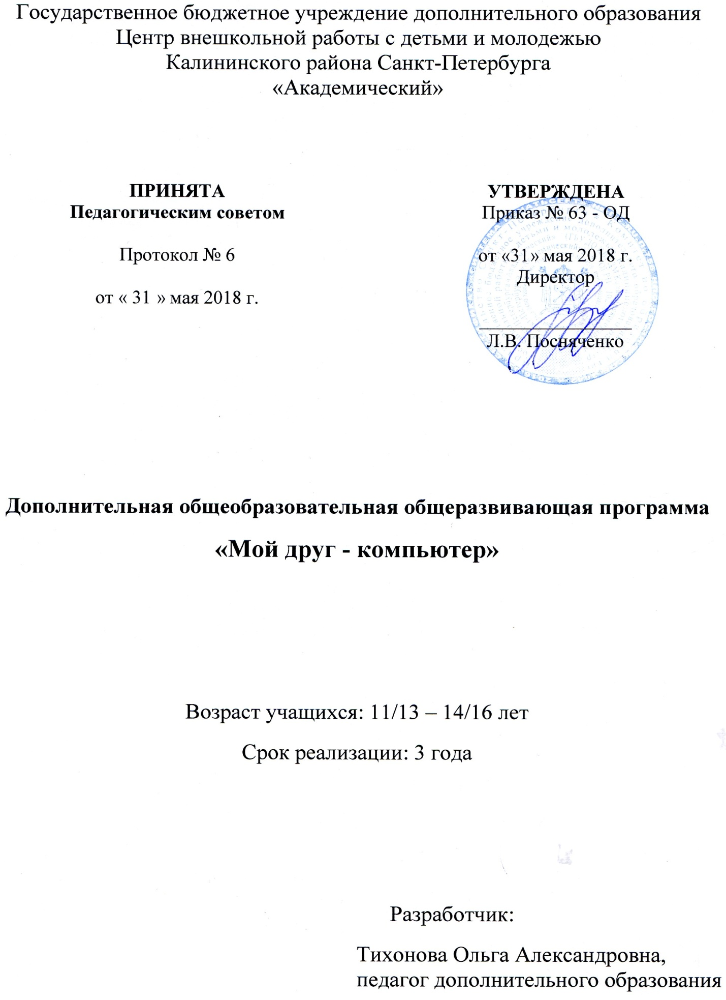 Государственное бюджетное учреждение дополнительного образования
Центр внешкольной работы с детьми и молодежью
Калининского района Санкт-Петербурга
«Академический»
ПРИНЯТА
Педагогическим советом
Протокол № 6
от « 31 » мая 2018 г.
УТВЕРЖДЕНА
Приказ № 63 - ОД
от «31» мая 2018 г.
Директор
Л.В. Посняченко
Дополнительная общеобразовательная общеразвивающая программа
«Мой друг - компьютер»
Возраст учащихся: 11/13 – 14/16 лет
Срок реализации: 3 года
Разработчик:
Тихонова Ольга Александровна,
педагог дополнительного образования